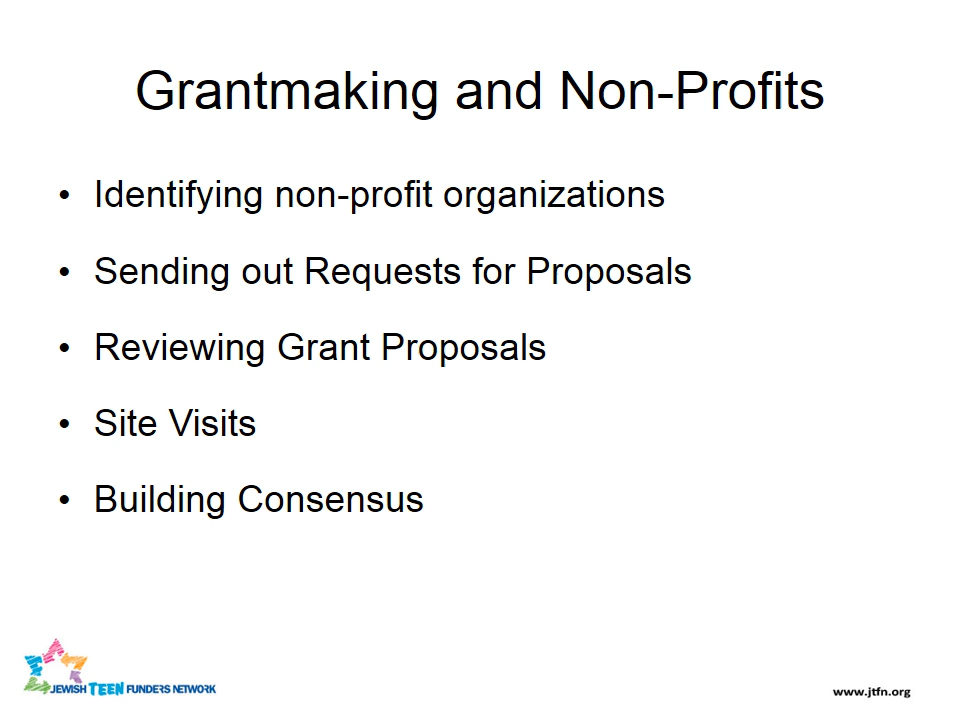 Grantmaking and Non-Profits
• Identifying non-profit organizations
• Sending out Requests for Proposals
• Reviewing Grant Proposals
• Site Visits
• Building Consensus
JEWISH TEEN FUNDERS NETWORK
www.jtfn.org